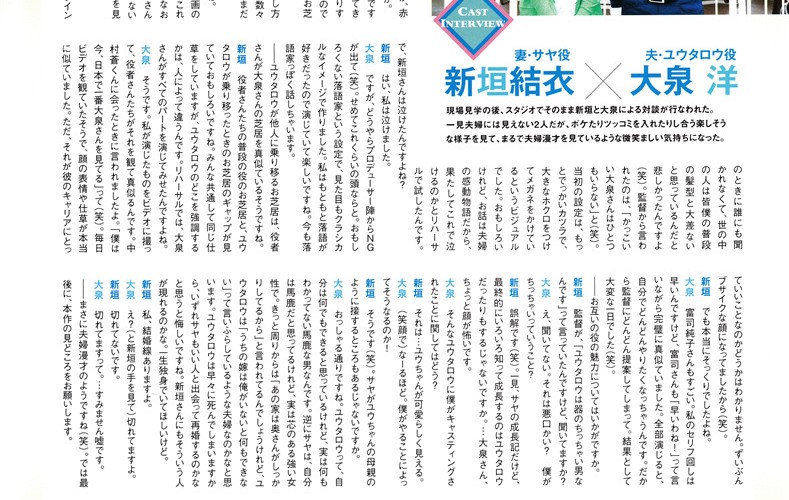 CAST
INTERVIEW
夫・ユウタロウ役
大泉 洋
×
妻・サヤ役
新垣結衣
現場見学の後、スタジオでそのまま新垣と大泉による対談が行なわれた。
一見夫婦には見えない2人だが、ボケたりツッコミを入れたりし合う楽しそう
な様子を見て、まるで夫婦漫才を見ているような微笑ましい気持ちになった。
のときに誰にも聞
かれなくて、世の中
の人は皆僕の普段
の髪型と大差ない
と思っているんだと
悲しかったんですよ
(笑)。監督から言わ
れたのは、「かっこい
い大泉さんはひとつ
もいらない」と(笑)。
当初の設定は、もっ
とでっかいカツラで、
大きなホクロをつけ
てメガネをかけてい
るというビジュアル
でした。おもしろい
けれど、お話は夫婦
の感動物語だから、
果たしてこれで泣
けるのかとリハーサ
ルで試したんです。
で、新垣さんは泣けたんですよね?
新垣 はい、私は泣けました。
大泉 ですが、どうやらプロデューサー陣からNG
が出て(笑)。せめてこれくらいの頭ならと。おもし
ろくない落語家という設定で、見た目もクラシカ
ルなイメージで作りました。私はもともと落語が
好きだったので演じていて楽しいですね。今も落
語家っぽく話しちゃいます。
──ユウタロウが他人に乗り移るお芝居は、役者
さんが大泉さんの芝居を真似ているそうですね。
新垣 役者さんたちの普段の役のお芝居と、ユウ
タロウが乗り移ったときのお芝居のギャップが見
ていておもしろいですね。みんな共通して同じ仕
草をしていますが、ユウタロウのどこを強調する
かは、人によって違うんです。リハーサルでは、大泉
さんがすべてのパートを演じてみせたんですよね。
大泉 そうです。私が演じたものをビデオに撮っ
て、役者さんたちがそれを観て真似るんです。中
村蒼くんに会ったときに言われましたよ。「僕は
今、日本で一番大泉さんを見てる」って(笑)。毎日
ビデオを観ていたそうで、顔の表情や仕草が本当
に似ていました。ただ、それが彼のキャリアにとっ
ていいことなのかどうかはわかりません。ずいぶん
ブサイクな顔になってましたから(笑)。
新垣 でも本当にそっくりでしたよね。
大泉 富司純子さんもすごい。私のセリフ回しは
早いんですけど、富司さんも「早いわね!」って言
いながら完璧に真似ていました。全部演じると、
自分でどんどんやりたくなっちゃうんです。だか
ら監督にどんどん提案してしまって。結果として
大変な一日でした(笑)。
──お互いの役の魅力についてはいかがですか。
新垣 監督が、「ユウタロウは器のちっちゃい男な
んです」って言っていたんですけど、聞いてますか?
大泉 え、聞いてない。それは悪口かい? 僕が
ちっちゃいっていうこと?
新垣 誤解です(笑)。一見、サヤの成長記だけど、
最終的にいろいろ知って成長するのはユウタロウ
だったりもするじゃないですか。…大泉さん、
ちょっと顔が怖いです。
大泉 そんなユウタロウに僕がキャスティングさ
れたことに関してはどう?
新垣 それは…ユウちゃんが可愛らしく見える。
大泉 (笑顔で)なーるほど。僕がやることによっ
てそうなるのか!
新垣 そうです(笑)。サヤがユウちゃんの母親の
ように接するところもあるじゃないですか。
大泉 おっしゃる通りですね。ユウタロウって、自
分は何でもできると思っているけれど、実は何も
わかってない馬鹿な男なんです。逆にサヤは、自分
は馬鹿だと思ってるけれど、実は芯のある強い女
性で。きっと周りからは「あの家は奥さんがしっか
りしてるから」と言われてるんでしょうけれど、ユ
ウタロウは「うちの嫁は俺がいないと何もできな
い」って言いふらしているような夫婦なのかなと思
います。ユウタロウは早々に死んでしまいますか
ら、いずれサヤもいい人と出会って再婚するのかな
と思うと悔しいですね。新垣さんにもそういう人
が現れるのかな。一生独身でいてほしいけど。
新垣 私、結婚線ありますよ。
大泉 え?(と新垣の手を見て)切れてますよ。
新垣 切れてないです。
大泉 切れてますって。…すみません嘘です。
──まさに夫婦漫才のようですね(笑)。では最
後に、本作の見どころをお願いします。